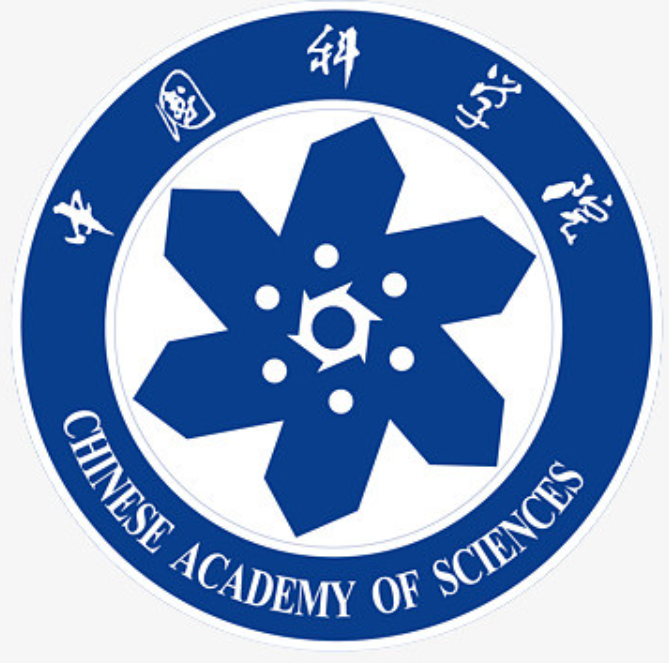 中国科学院
CHINESE ACADEMY OF SCIENCES